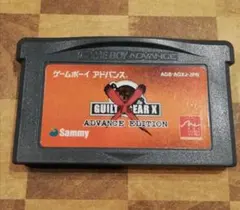 GAME BOY ADVANCE
ゲームボーイ アドバンス
AGB-AGXJ-JPN
GUILTY GEAR X
ADVANCE EDITION
Sammy